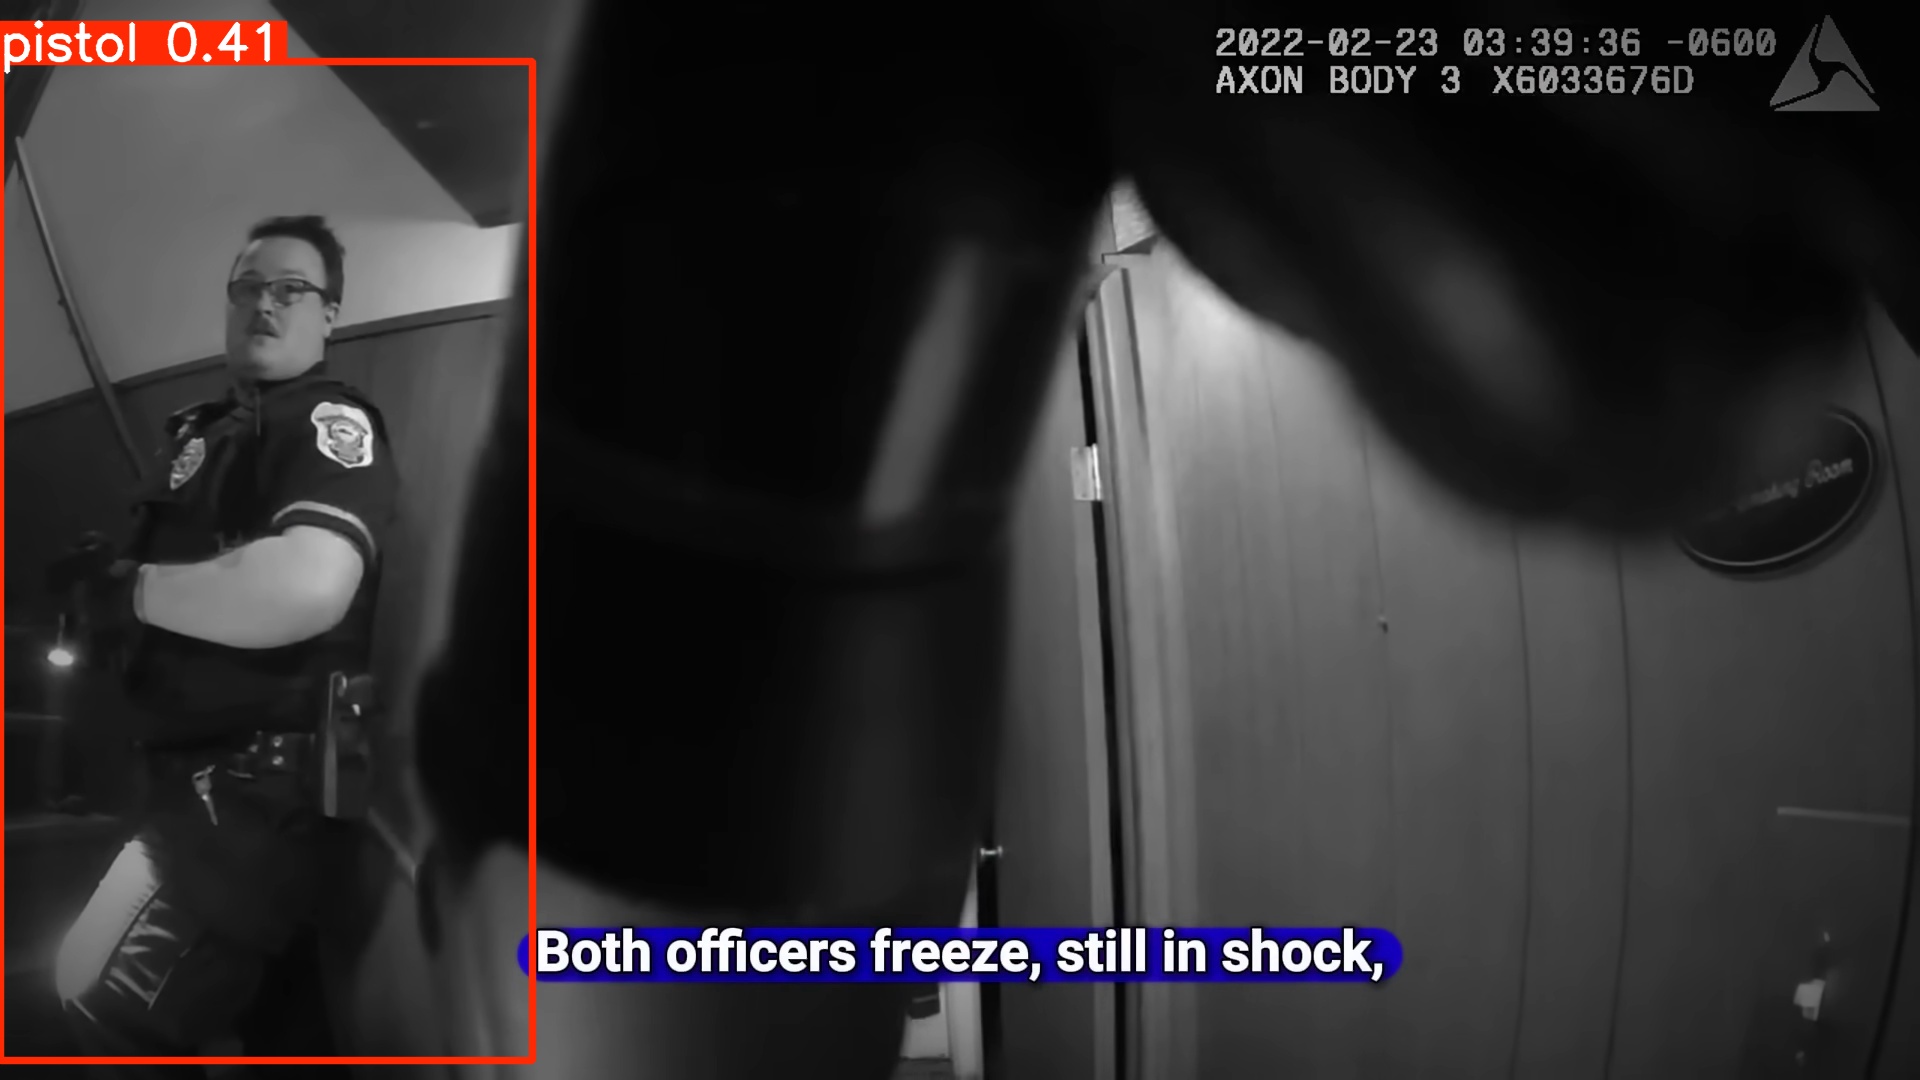 pistol 0.41
2022-02-23 03:39:36 -0600
AXON BODY 3 X6033676D
Room
Both officers freeze, still in shock,